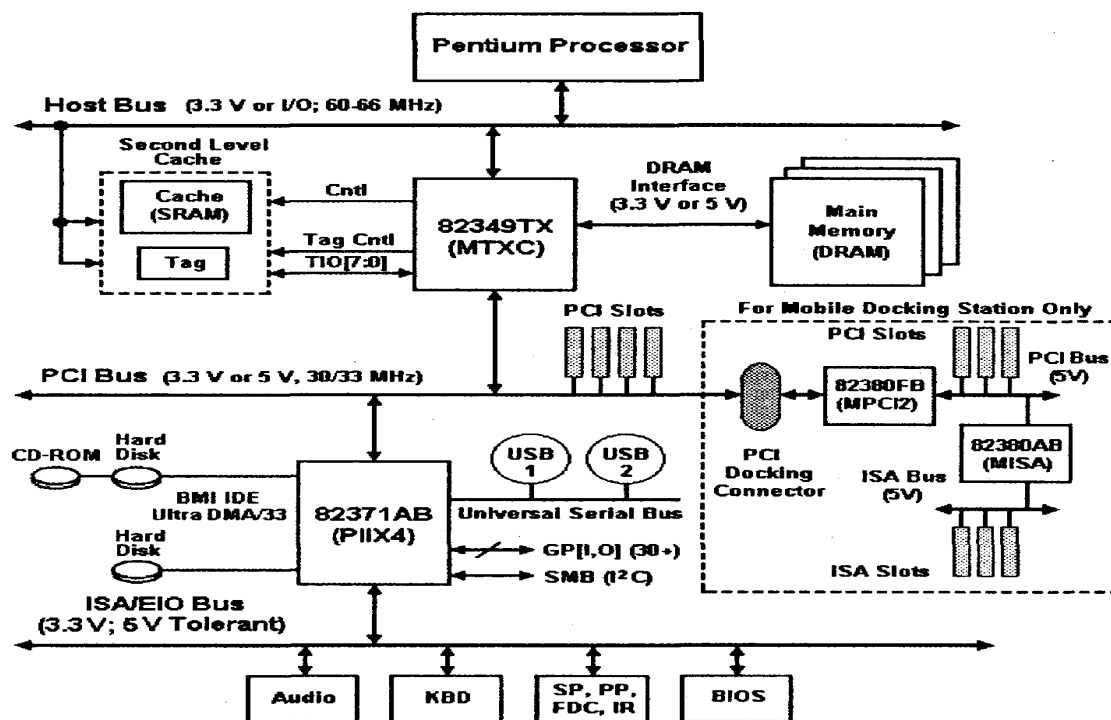 Pentium Processor
Host Bus (3.3 V or I/O; 60-66 MHz)
Second Level
Cache
Cache
(SRAM)
Tag
Cntl
Tag Cntl
TIO[7:0]
82349TX
(MTXC)
DRAM
Interface
(3.3 V or 5 V)
Main
Memory
(DRAM)
PCI Slots
For Mobile Docking Station Only
PCI Slots
PCI Bus
(5V)
82380FB
(MPCI2)
PCI
Docking
Connector
82380AB
(MISA)
ISA Bus
(5V)
ISA Slots
PCI Bus (3.3 V or 5 V, 30/33 MHz)
CD-ROM
Hard
Disk
BMI IDE
Ultra DMA/33
Hard
Disk
82371AB
(PIIX4)
USB
1
USB
2
Universal Serial Bus
GP[I,O] (30+)
SMB (I²C)
ISA/EIO Bus
(3.3 V; 5 V Tolerant)
Audio
KBD
SP, PP,
FDC, IR
BIOS